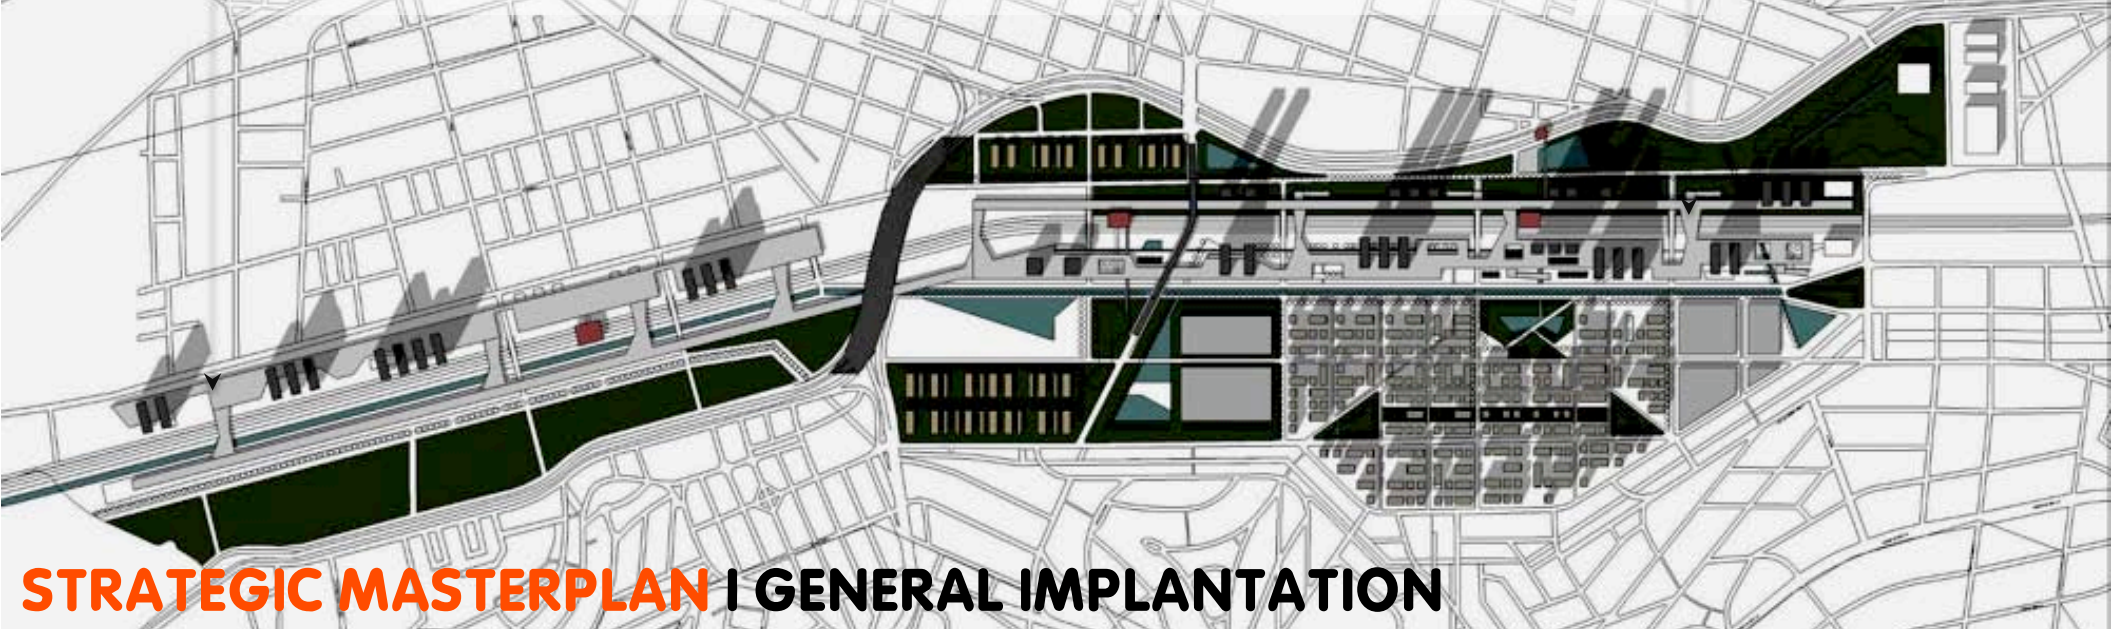 STRATEGIC MASTERPLAN | GENERAL IMPLANTATION